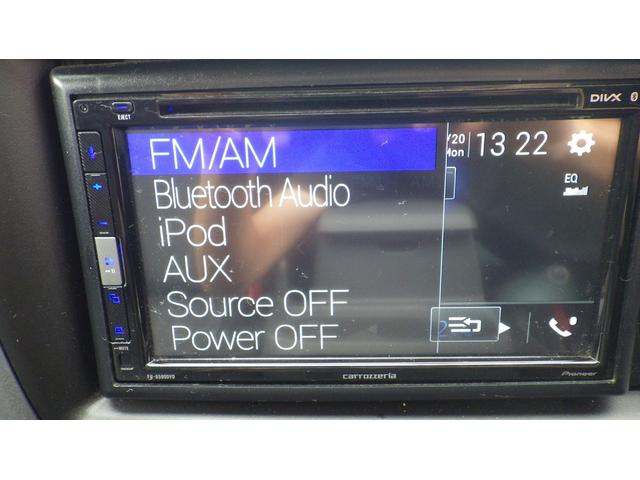 EJECT
DIVX
FM/AM
/20
Mon
13 22
Bluetooth Audio
EQ
iPod
AUX
Source OFF
Power OFF
MUTE
carrozzeria
Pioneer